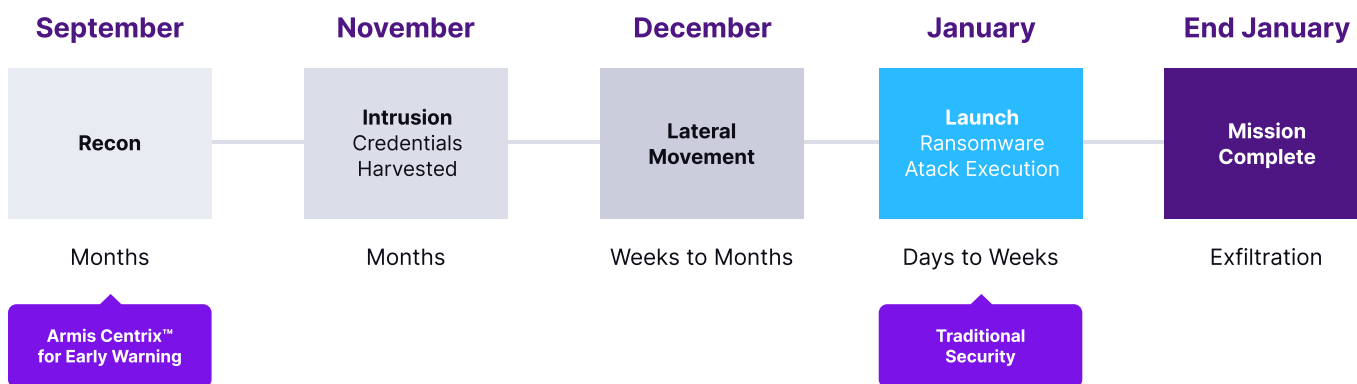 September
November
December
January
End January
Recon
Intrusion
Credentials
Harvested
Lateral
Movement
Launch
Ransomware
Atack Execution
Mission
Complete
Months
Months
Weeks to Months
Days to Weeks
Exfiltration
Armis Centrix™
for Early Warning
Traditional
Security